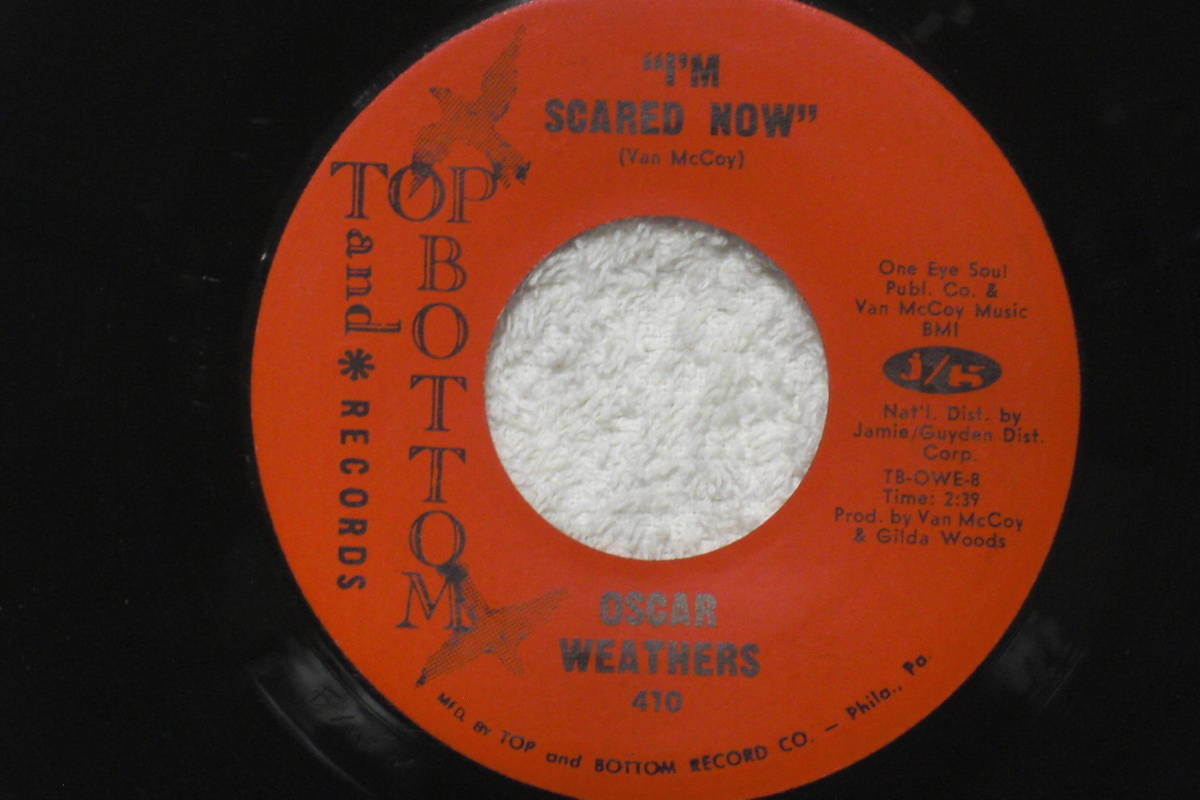 "I'M
SCARED NOW"
(Van McCoy)
TOP
and
BOTTOM
* RECORDS
One Eye Soul
Publ. Co. &
Van McCoy Music
BMI
Nat'l. Dist. by
Jamie/Guyden Dist.
Corp.
TB-OWE-8
Time: 2:39
Prod. by Van McCoy
& Gilda Woods
OSCAR
WEATHERS
410
MFD. BY TOP and BOTTOM RECORD CO. — Phila., Pa.